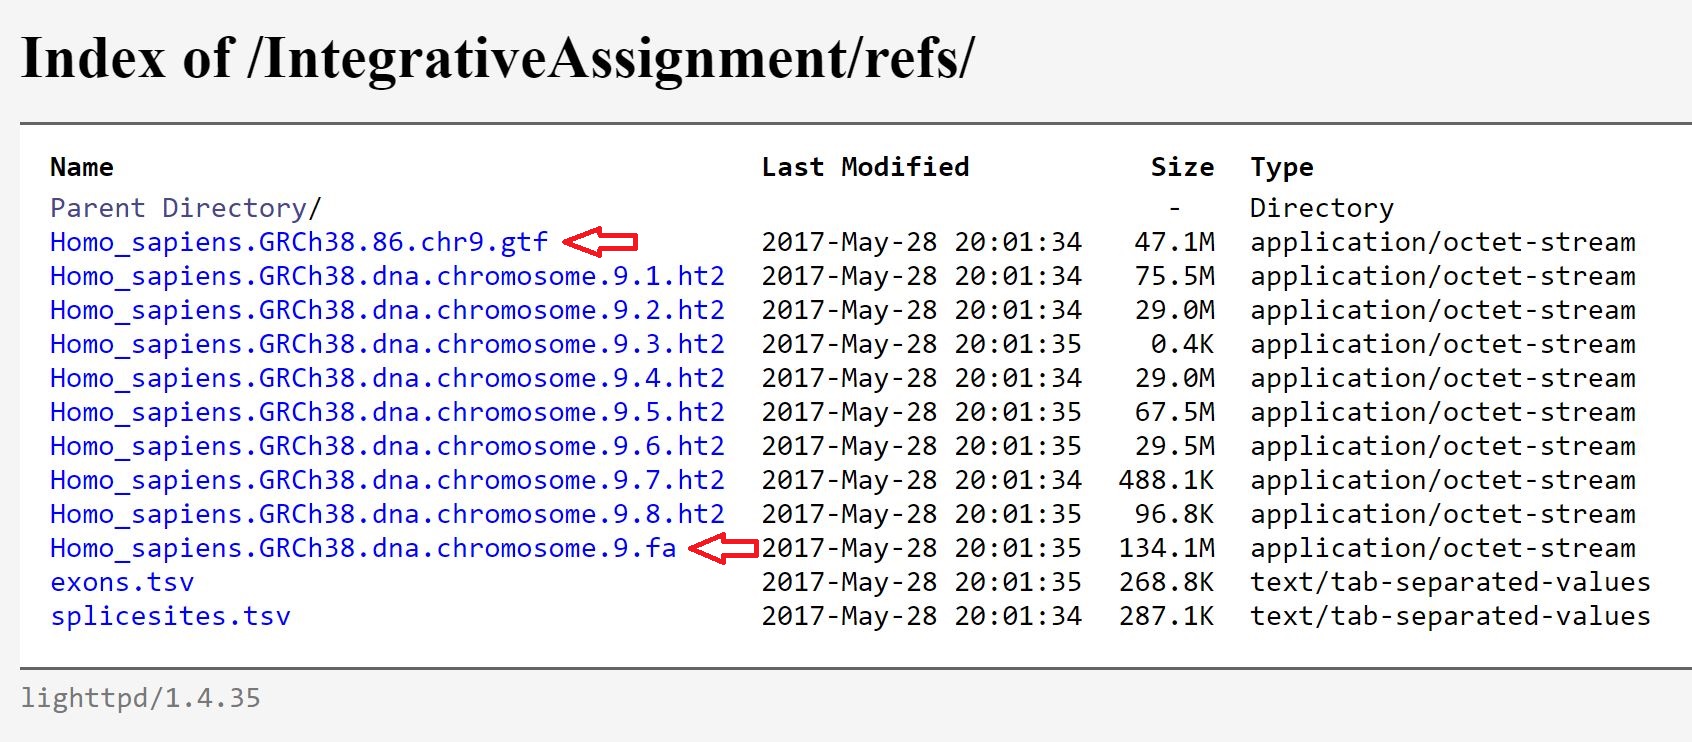 Index of /IntegrativeAssignment/refs/
Name Last Modified Size Type
Parent Directory/ - Directory
Homo_sapiens.GRCh38.86.chr9.gtf 2017-May-28 20:01:34 47.1M application/octet-stream
Homo_sapiens.GRCh38.dna.chromosome.9.1.ht2 2017-May-28 20:01:34 75.5M application/octet-stream
Homo_sapiens.GRCh38.dna.chromosome.9.2.ht2 2017-May-28 20:01:34 29.0M application/octet-stream
Homo_sapiens.GRCh38.dna.chromosome.9.3.ht2 2017-May-28 20:01:35 0.4K application/octet-stream
Homo_sapiens.GRCh38.dna.chromosome.9.4.ht2 2017-May-28 20:01:34 29.0M application/octet-stream
Homo_sapiens.GRCh38.dna.chromosome.9.5.ht2 2017-May-28 20:01:35 67.5M application/octet-stream
Homo_sapiens.GRCh38.dna.chromosome.9.6.ht2 2017-May-28 20:01:35 29.5M application/octet-stream
Homo_sapiens.GRCh38.dna.chromosome.9.7.ht2 2017-May-28 20:01:34 488.1K application/octet-stream
Homo_sapiens.GRCh38.dna.chromosome.9.8.ht2 2017-May-28 20:01:35 96.8K application/octet-stream
Homo_sapiens.GRCh38.dna.chromosome.9.fa 2017-May-28 20:01:35 134.1M application/octet-stream
exons.tsv 2017-May-28 20:01:35 268.8K text/tab-separated-values
splicesites.tsv 2017-May-28 20:01:34 287.1K text/tab-separated-values
lighttpd/1.4.35